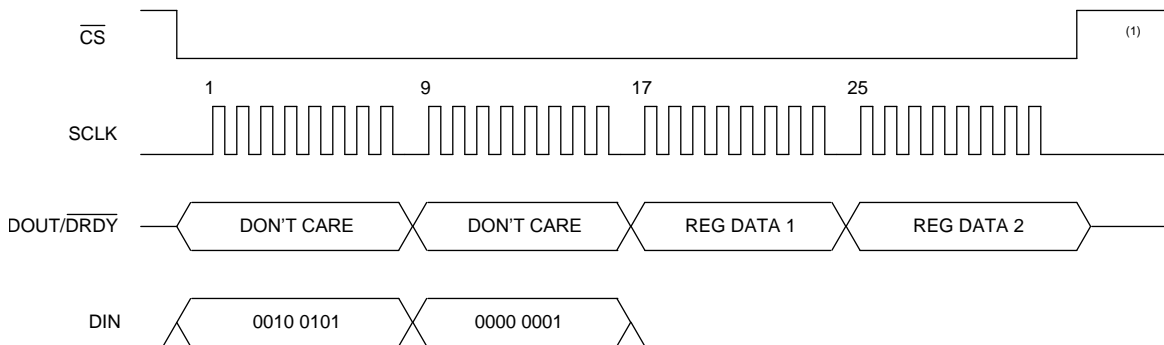 CS
(1)
1 9 17 25
SCLK
DOUT/DRDY DON'T CARE DON'T CARE REG DATA 1 REG DATA 2
DIN 0010 0101 0000 0001